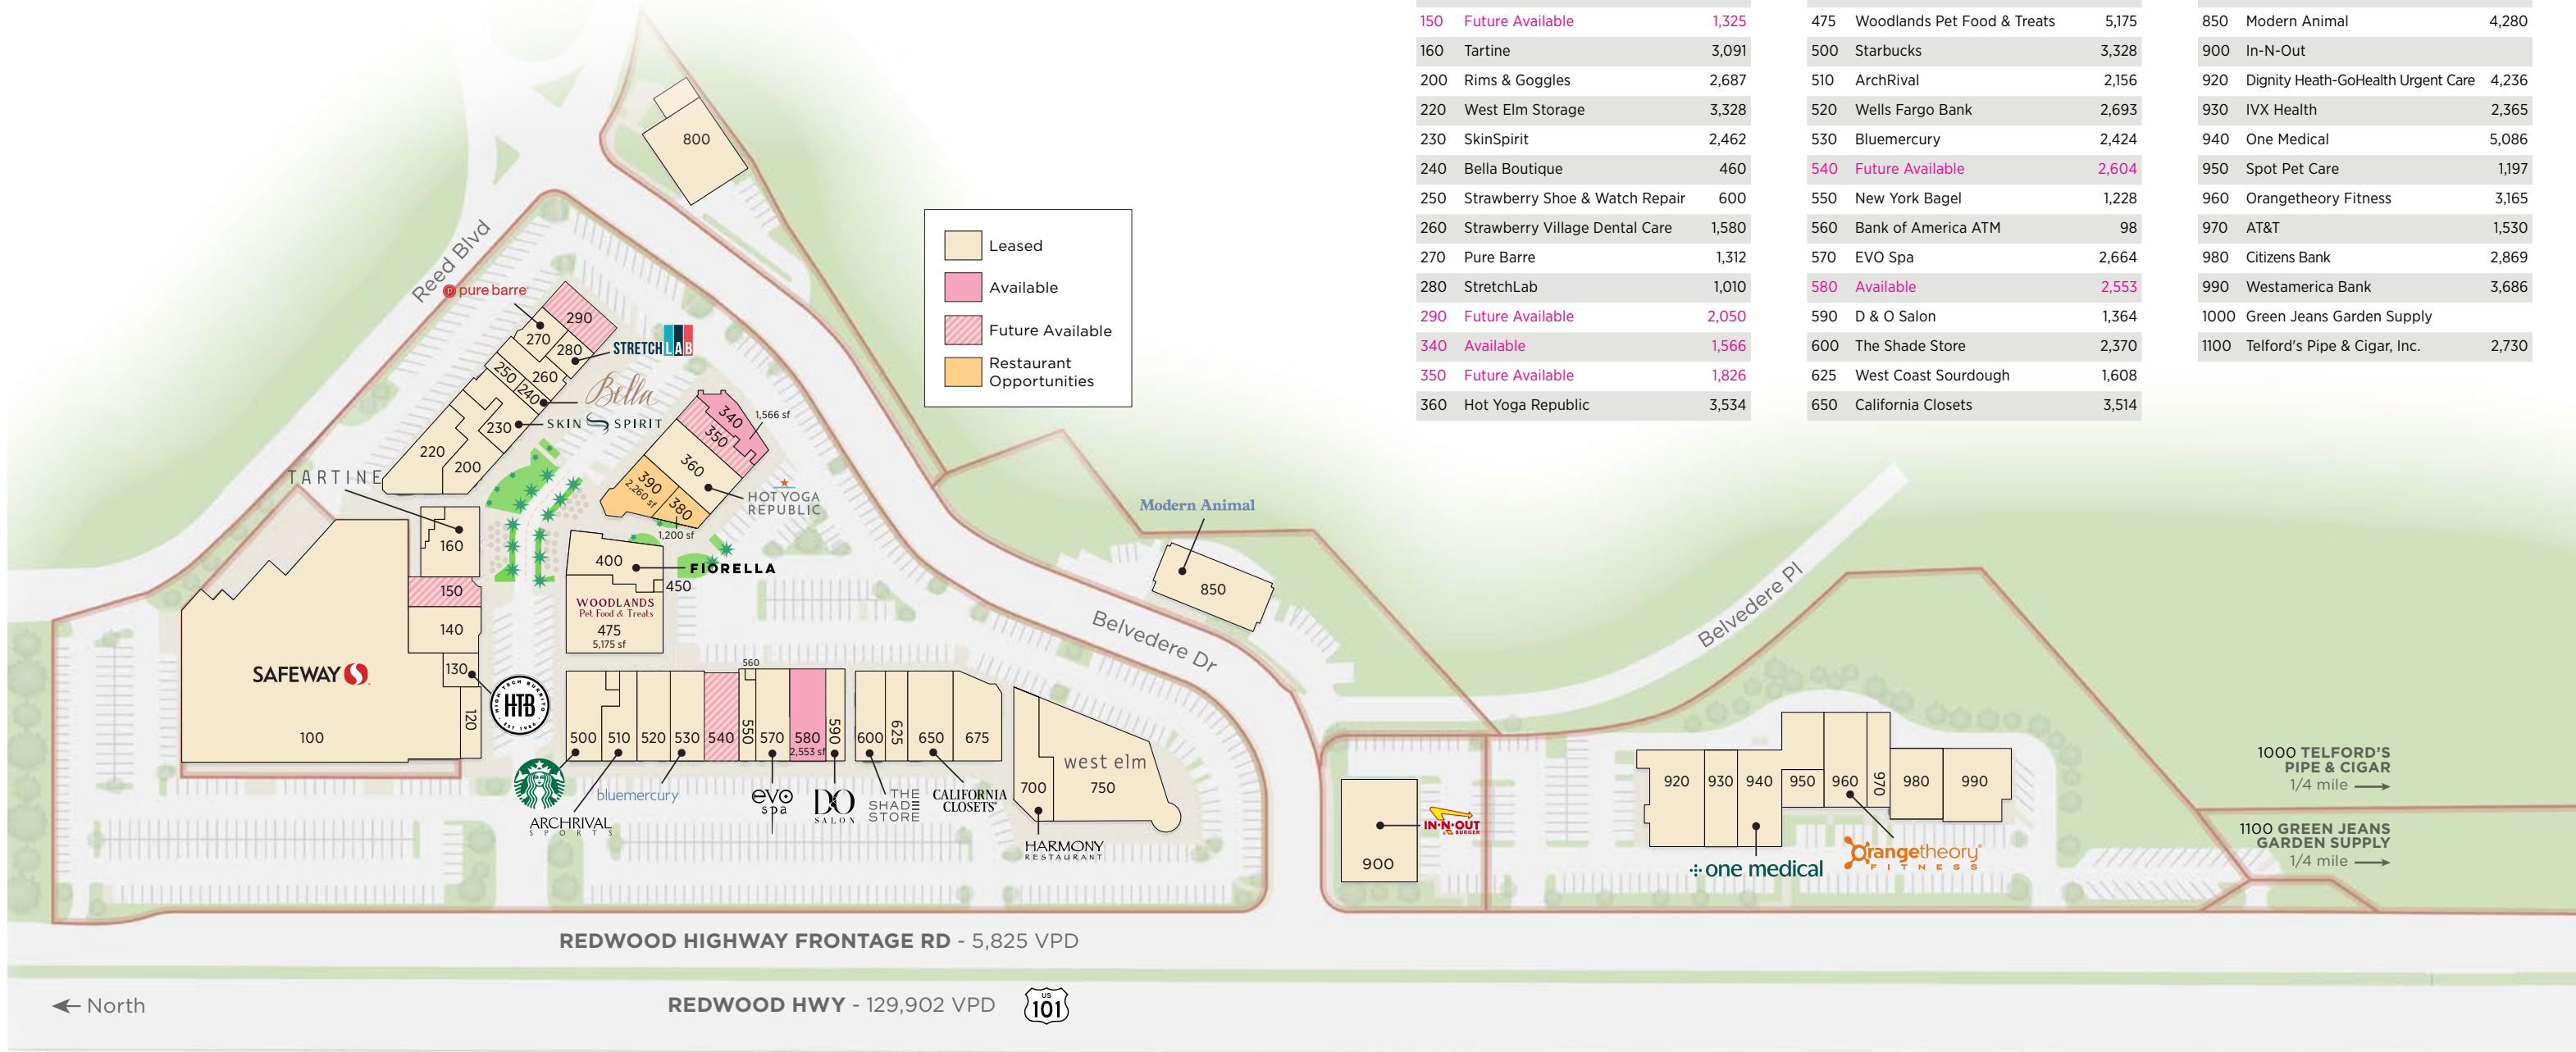 150 Future Available 1,325
160 Tartine 3,091
200 Rims & Goggles 2,687
220 West Elm Storage 3,328
230 SkinSpirit 2,462
240 Bella Boutique 460
250 Strawberry Shoe & Watch Repair 600
260 Strawberry Village Dental Care 1,580
270 Pure Barre 1,312
280 StretchLab 1,010
290 Future Available 2,050
340 Available 1,566
350 Future Available 1,826
360 Hot Yoga Republic 3,534
475 Woodlands Pet Food & Treats 5,175
500 Starbucks 3,328
510 ArchRival 2,156
520 Wells Fargo Bank 2,693
530 Bluemercury 2,424
540 Future Available 2,604
550 New York Bagel 1,228
560 Bank of America ATM 98
570 EVO Spa 2,664
580 Available 2,553
590 D & O Salon 1,364
600 The Shade Store 2,370
625 West Coast Sourdough 1,608
650 California Closets 3,514
850 Modern Animal 4,280
900 In-N-Out
920 Dignity Heath-GoHealth Urgent Care 4,236
930 IVX Health 2,365
940 One Medical 5,086
950 Spot Pet Care 1,197
960 Orangetheory Fitness 3,165
970 AT&T 1,530
980 Citizens Bank 2,869
990 Westamerica Bank 3,686
1000 Green Jeans Garden Supply
1100 Telford's Pipe & Cigar, Inc. 2,730
Leased
Available
Future Available
Restaurant
Opportunities
800
Reed Blvd
pure barre
290
270
280
STRETCH LAB
250
260
240
Bella
230
SKIN SPIRIT
220
200
TARTINE
340
1,566 sf
350
360
HOT YOGA
REPUBLIC
390
2,260 sf
380
1,200 sf
160
150
140
130
120
HIGH TECH BURRITO
HTB
EST 1986
SAFEWAY
100
400
FIORELLA
450
WOODLANDS
Pet Food & Treats
475
5,175 sf
560
500
510
520
530
540
550
570
580
2,553 sf
590
600
625
650
675
ARCHRIVAL
SPORTS
bluemercury
evo
spa
DO
SALON
THE
SHADE
STORE
CALIFORNIA
CLOSETS
west elm
700
750
HARMONY
RESTAURANT
Modern Animal
850
Belvedere Dr
Belvedere Pl
IN-N-OUT
BURGER
900
920
930
940
950
960
970
980
990
one medical
Orangetheory
FITNESS
1000 TELFORD'S
PIPE & CIGAR
1/4 mile
1100 GREEN JEANS
GARDEN SUPPLY
1/4 mile
REDWOOD HIGHWAY FRONTAGE RD - 5,825 VPD
North
REDWOOD HWY - 129,902 VPD
US
101